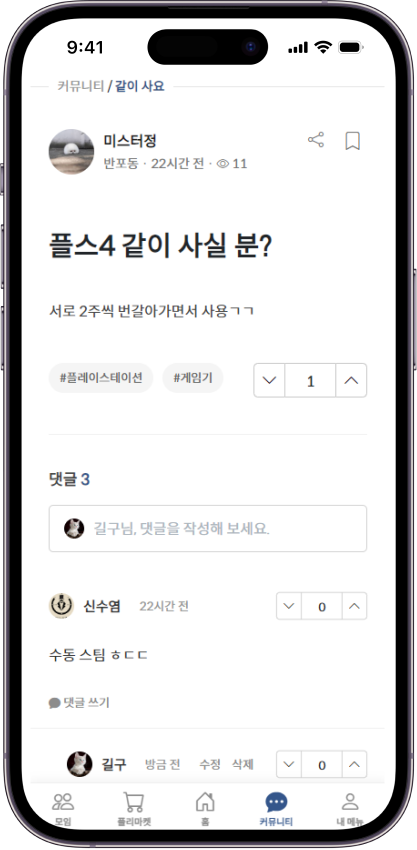 9:41
커뮤니티 / 같이 사요
미스터정
반포동 · 22시간 전 · 11
플스4 같이 사실 분?
서로 2주씩 번갈아가면서 사용ㄱㄱ
#플레이스테이션 #게임기 1
댓글 3
길구님, 댓글을 작성해 보세요.
신수염 22시간 전 0
수동 스팀 ㅎㄷㄷ
댓글 쓰기
길구 방금 전 수정 삭제 0
모임 플리마켓 홈 커뮤니티 내 메뉴